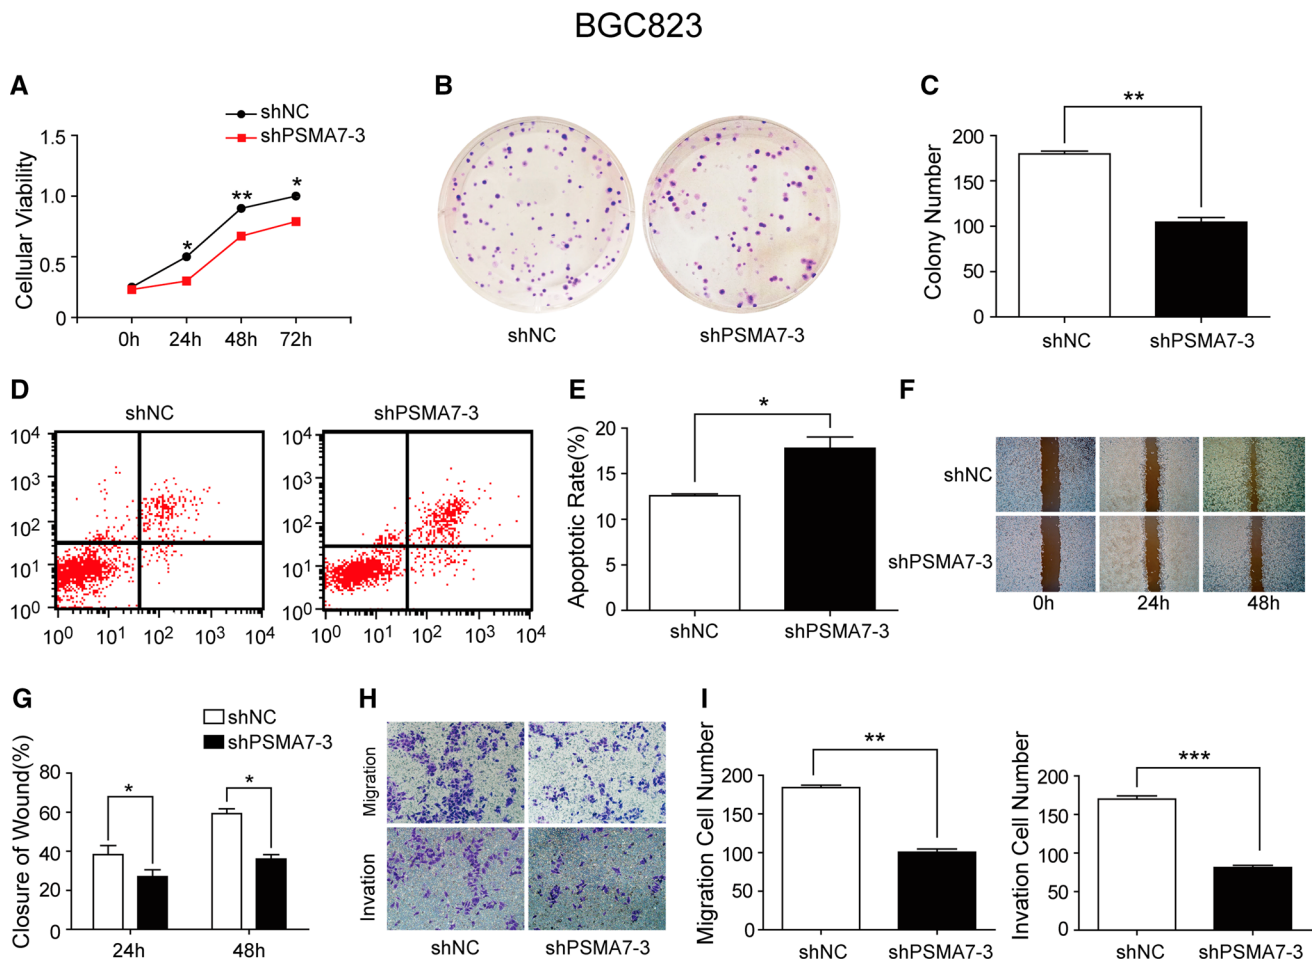 BGC823
A
shNC
shPSMA7-3
Cellular Viability
1.5
1.0
0.5
0
*
**
*
0h 24h 48h 72h
B
shNC shPSMA7-3
C
**
Colony Number
200
150
100
50
0
shNC shPSMA7-3
D
shNC shPSMA7-3
10⁴
10³
10²
10¹
10⁰
10⁰ 10¹ 10² 10³ 10⁴
10⁴
10³
10²
10¹
10⁰
10⁰ 10¹ 10² 10³ 10⁴
E
*
Apoptotic Rate(%)
20
15
10
5
0
shNC shPSMA7-3
F
shNC
shPSMA7-3
0h 24h 48h
G
shNC
shPSMA7-3
Closure of Wound(%)
80
60
40
20
0
* *
24h 48h
H
Migration
Invation
shNC shPSMA7-3
I
**
Migration Cell Number
200
150
100
50
0
shNC shPSMA7-3
***
Invation Cell Number
200
150
100
50
0
shNC shPSMA7-3